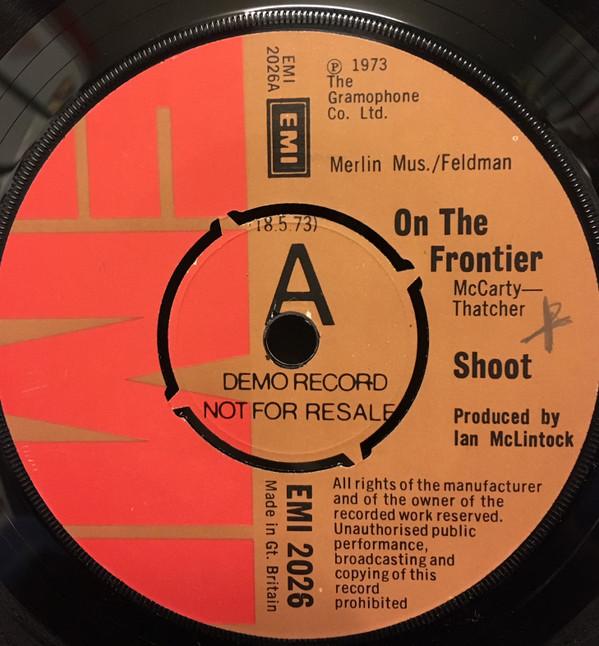 EMI
2026A
EMI
℗ 1973
The
Gramophone
Co. Ltd.
Merlin Mus./Feldman
(18.5.73)
A
DEMO RECORD
NOT FOR RESALE
On The
Frontier
McCarty—
Thatcher
Shoot
Produced by
Ian McLintock
EMI 2026
Made in Gt. Britain
All rights of the manufacturer
and of the owner of the
recorded work reserved.
Unauthorised public
performance,
broadcasting and
copying of this
record
prohibited